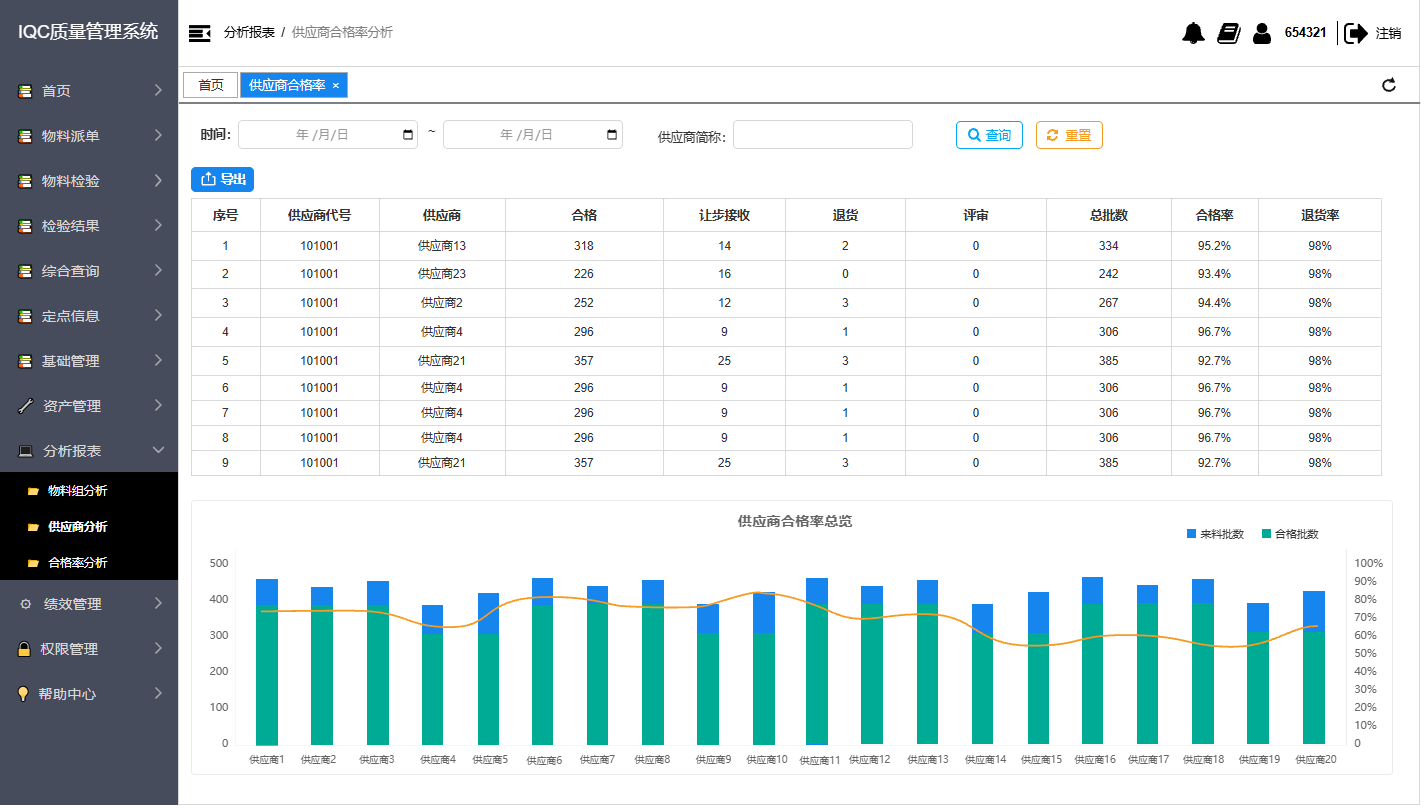 IQC质量管理系统
首页
物料派单
物料检验
检验结果
综合查询
定点信息
基础管理
资产管理
分析报表
物料组分析
供应商分析
合格率分析
绩效管理
权限管理
帮助中心
分析报表 / 供应商合格率分析
654321 注销
首页 供应商合格率 ×
时间: 年 /月/日 ~ 年 /月/日 供应商简称: 查询 重置
导出
序号 供应商代号 供应商 合格 让步接收 退货 评审 总批数 合格率 退货率
1 101001 供应商13 318 14 2 0 334 95.2% 98%
2 101001 供应商23 226 16 0 0 242 93.4% 98%
3 101001 供应商2 252 12 3 0 267 94.4% 98%
4 101001 供应商4 296 9 1 0 306 96.7% 98%
5 101001 供应商21 357 25 3 0 385 92.7% 98%
6 101001 供应商4 296 9 1 0 306 96.7% 98%
7 101001 供应商4 296 9 1 0 306 96.7% 98%
8 101001 供应商4 296 9 1 0 306 96.7% 98%
9 101001 供应商21 357 25 3 0 385 92.7% 98%
供应商合格率总览
来料批数 合格批数
500
400
300
200
100
0
100%
90%
80%
70%
60%
50%
40%
30%
20%
10%
0
供应商1 供应商2 供应商3 供应商4 供应商5 供应商6 供应商7 供应商8 供应商9 供应商10 供应商11 供应商12 供应商13 供应商14 供应商15 供应商16 供应商17 供应商18 供应商19 供应商20